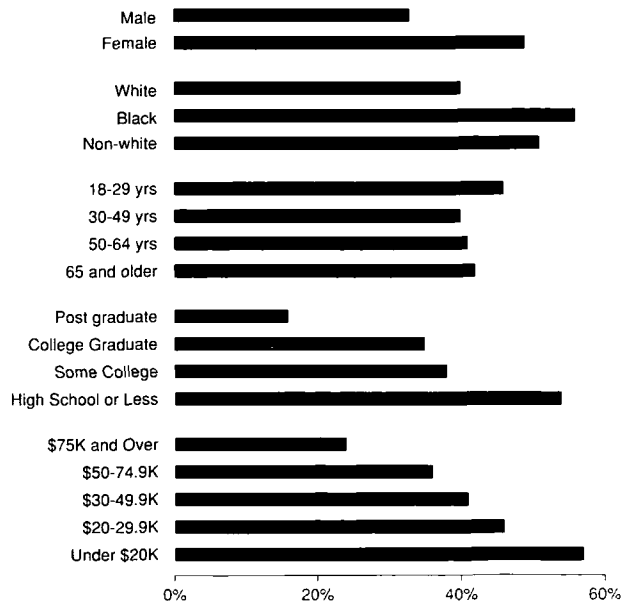 Male
Female
White
Black
Non-white
18-29 yrs
30-49 yrs
50-64 yrs
65 and older
Post graduate
College Graduate
Some College
High School or Less
$75K and Over
$50-74.9K
$30-49.9K
$20-29.9K
Under $20K
0% 20% 40% 60%